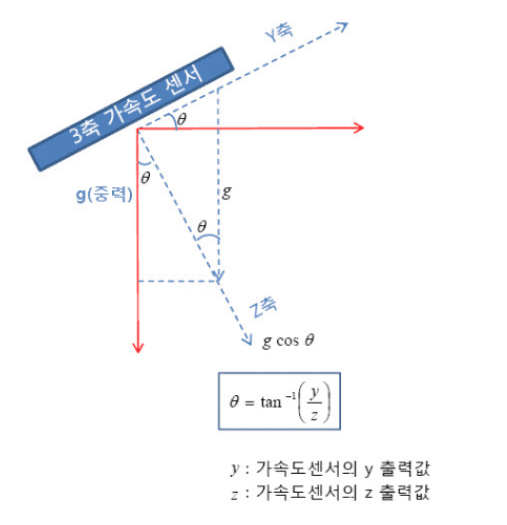 Y축
3축 가속도 센서
θ
θ
g(중력)
g
θ
Z축
g cos θ
θ = tan⁻¹(y/z)
y : 가속도센서의 y 출력값
z : 가속도센서의 z 출력값